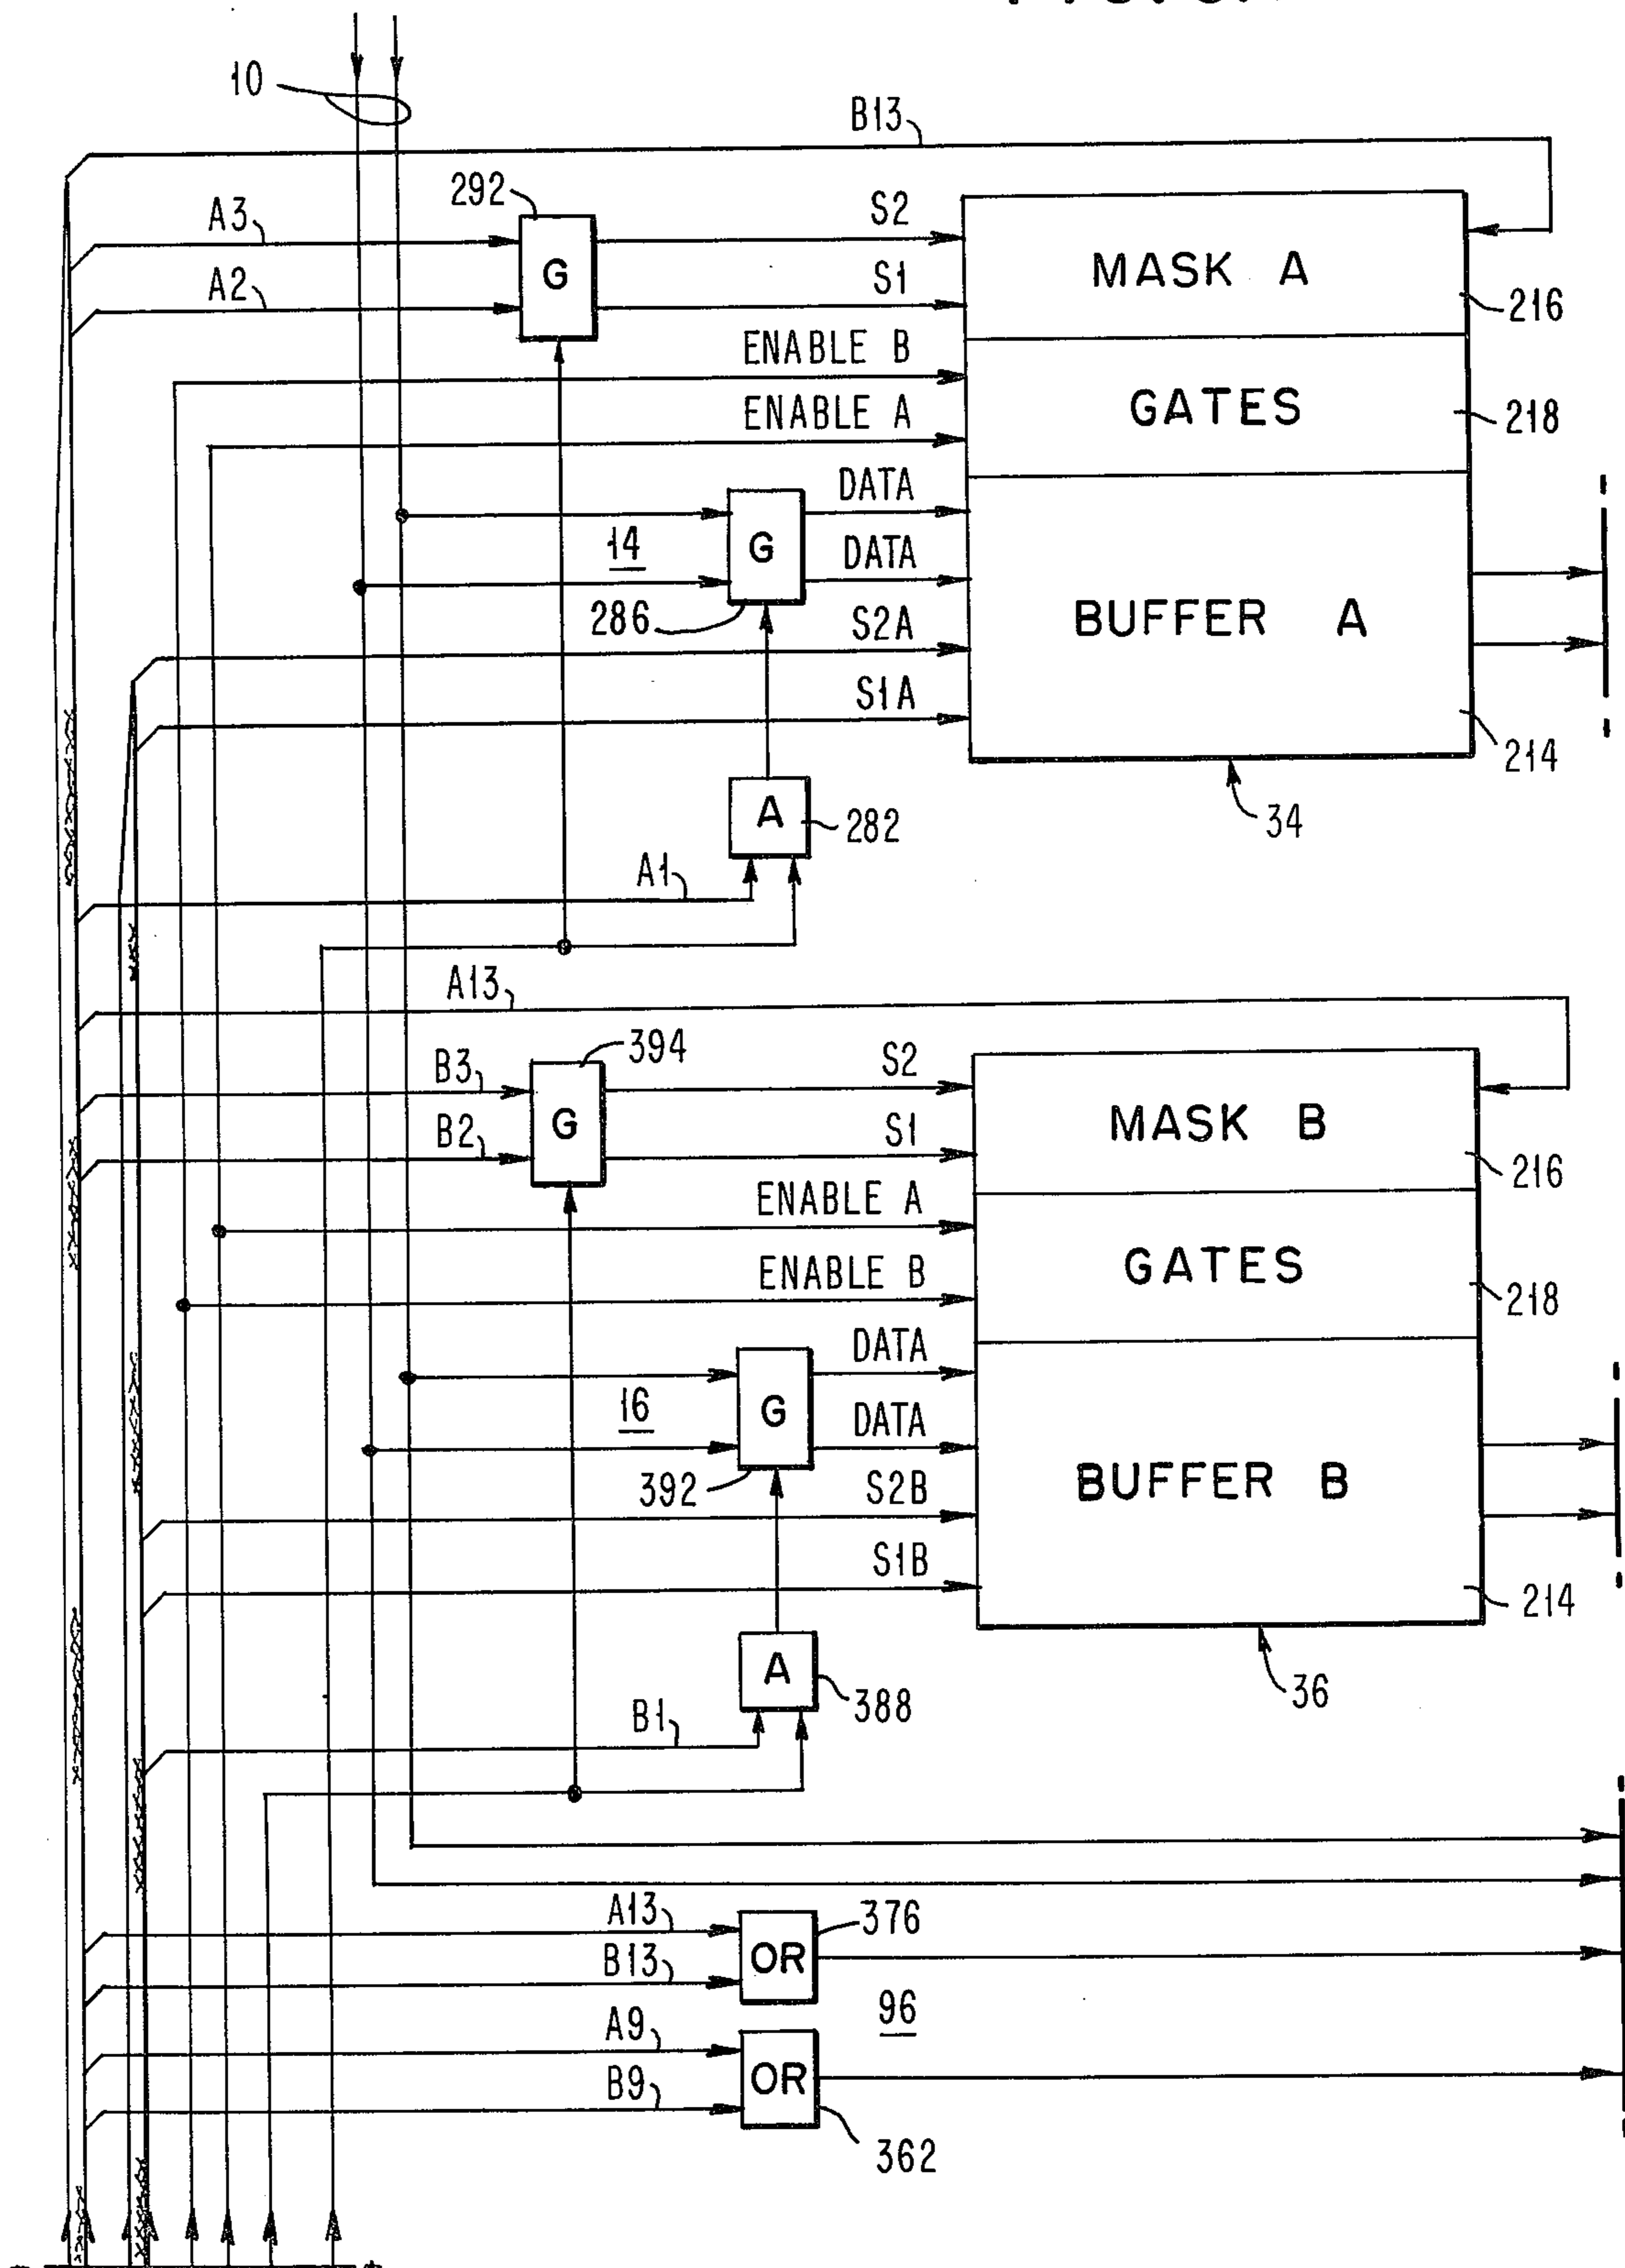 10
B13
292
S2
A3
G
MASK A
A2
S1
216
ENABLE B
GATES
218
ENABLE A
DATA
14
G
DATA
286
S2A
BUFFER A
S1A
214
A
282
34
A1
A13
394
S2
B3
G
MASK B
B2
S1
216
ENABLE A
GATES
ENABLE B
218
DATA
16
G
DATA
392
S2B
BUFFER B
S1B
214
A
388
36
B1
A13
376
OR
B13
96
A9
OR
B9
362